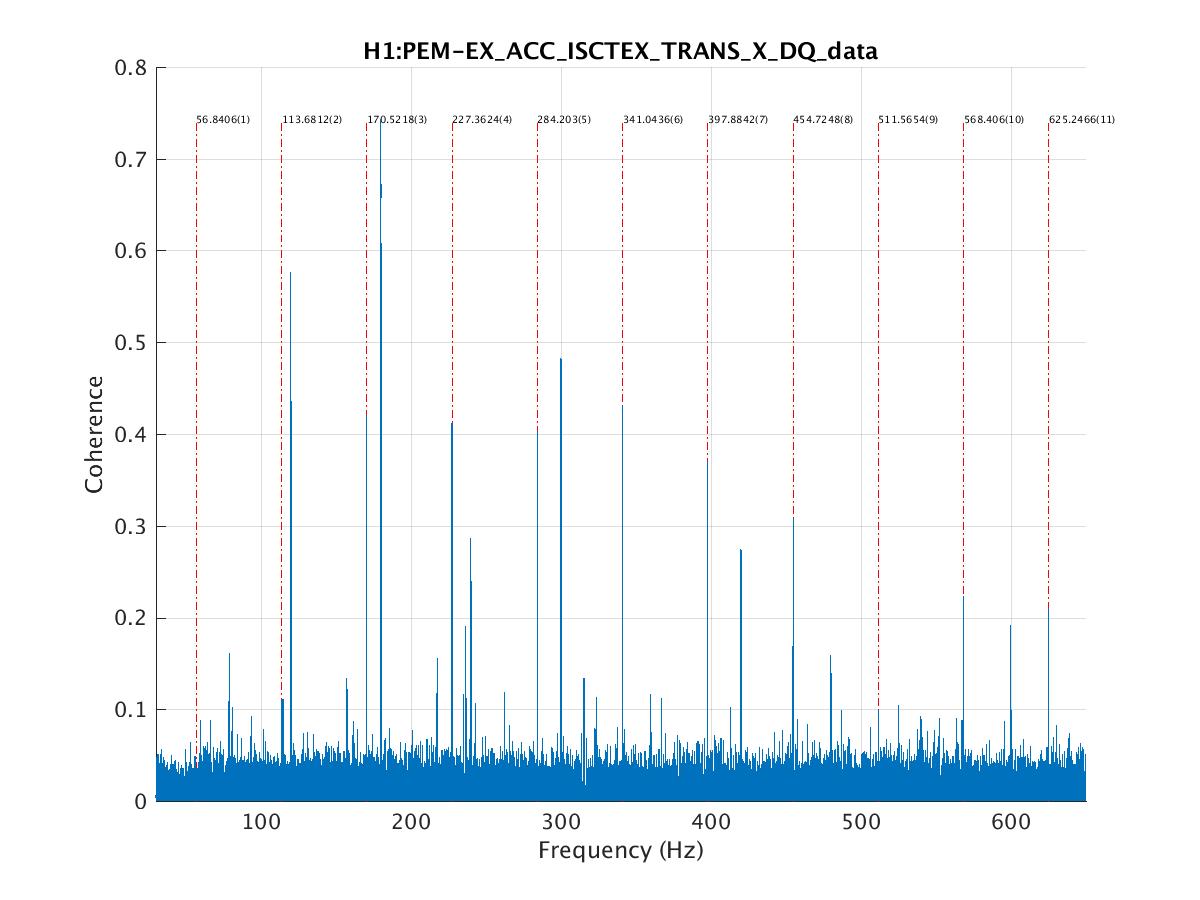 H1:PEM-EX_ACC_ISCTEX_TRANS_X_DQ_data
0.8
56.8406(1) 113.6812(2) 170.5218(3) 227.3624(4) 284.203(5) 341.0436(6) 397.8842(7) 454.7248(8) 511.5654(9) 568.406(10) 625.2466(11)
0.7
0.6
0.5
0.4
0.3
0.2
0.1
0
Coherence
100 200 300 400 500 600
Frequency (Hz)